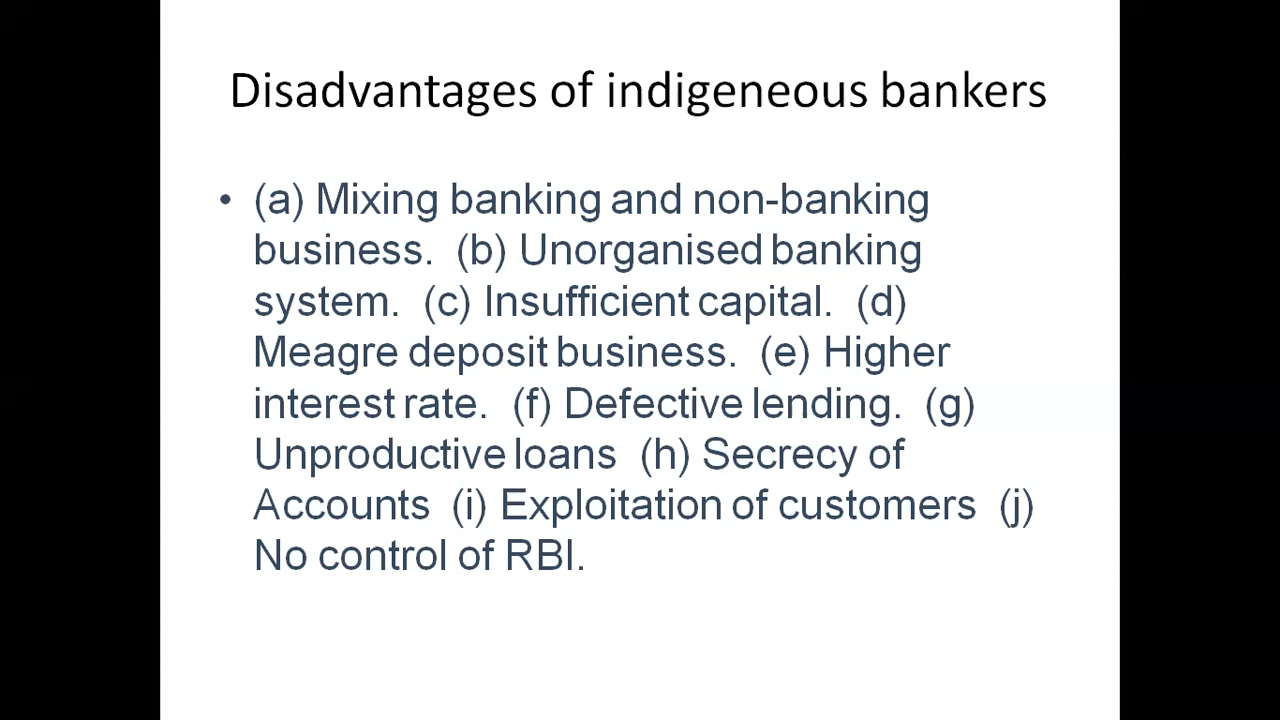 Disadvantages of indigeneous bankers
• (a) Mixing banking and non-banking
business. (b) Unorganised banking
system. (c) Insufficient capital. (d)
Meagre deposit business. (e) Higher
interest rate. (f) Defective lending. (g)
Unproductive loans (h) Secrecy of
Accounts (i) Exploitation of customers (j)
No control of RBI.